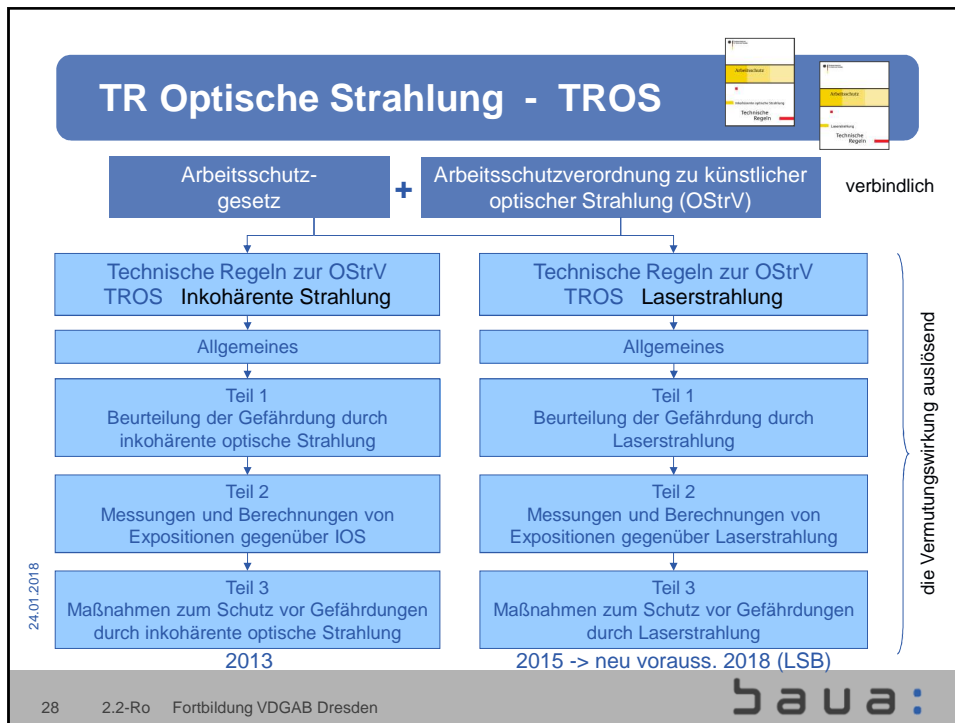 TR Optische Strahlung - TROS
Arbeitsschutz
Inkohärente optische Strahlung
Technische
Regeln
Arbeitsschutz
Laserstrahlung
Technische
Regeln
Arbeitsschutz-
gesetz
+
Arbeitsschutzverordnung zu künstlicher
optischer Strahlung (OStrV)
verbindlich
Technische Regeln zur OStrV
TROS Inkohärente Strahlung
Allgemeines
Teil 1
Beurteilung der Gefährdung durch
inkohärente optische Strahlung
Teil 2
Messungen und Berechnungen von
Expositionen gegenüber IOS
Teil 3
Maßnahmen zum Schutz vor Gefährdungen
durch inkohärente optische Strahlung
2013
Technische Regeln zur OStrV
TROS Laserstrahlung
Allgemeines
Teil 1
Beurteilung der Gefährdung durch
Laserstrahlung
Teil 2
Messungen und Berechnungen von
Expositionen gegenüber Laserstrahlung
Teil 3
Maßnahmen zum Schutz vor Gefährdungen
durch Laserstrahlung
2015 -> neu vorauss. 2018 (LSB)
die Vermutungswirkung auslösend
24.01.2018
28 2.2-Ro Fortbildung VDGAB Dresden
baua: